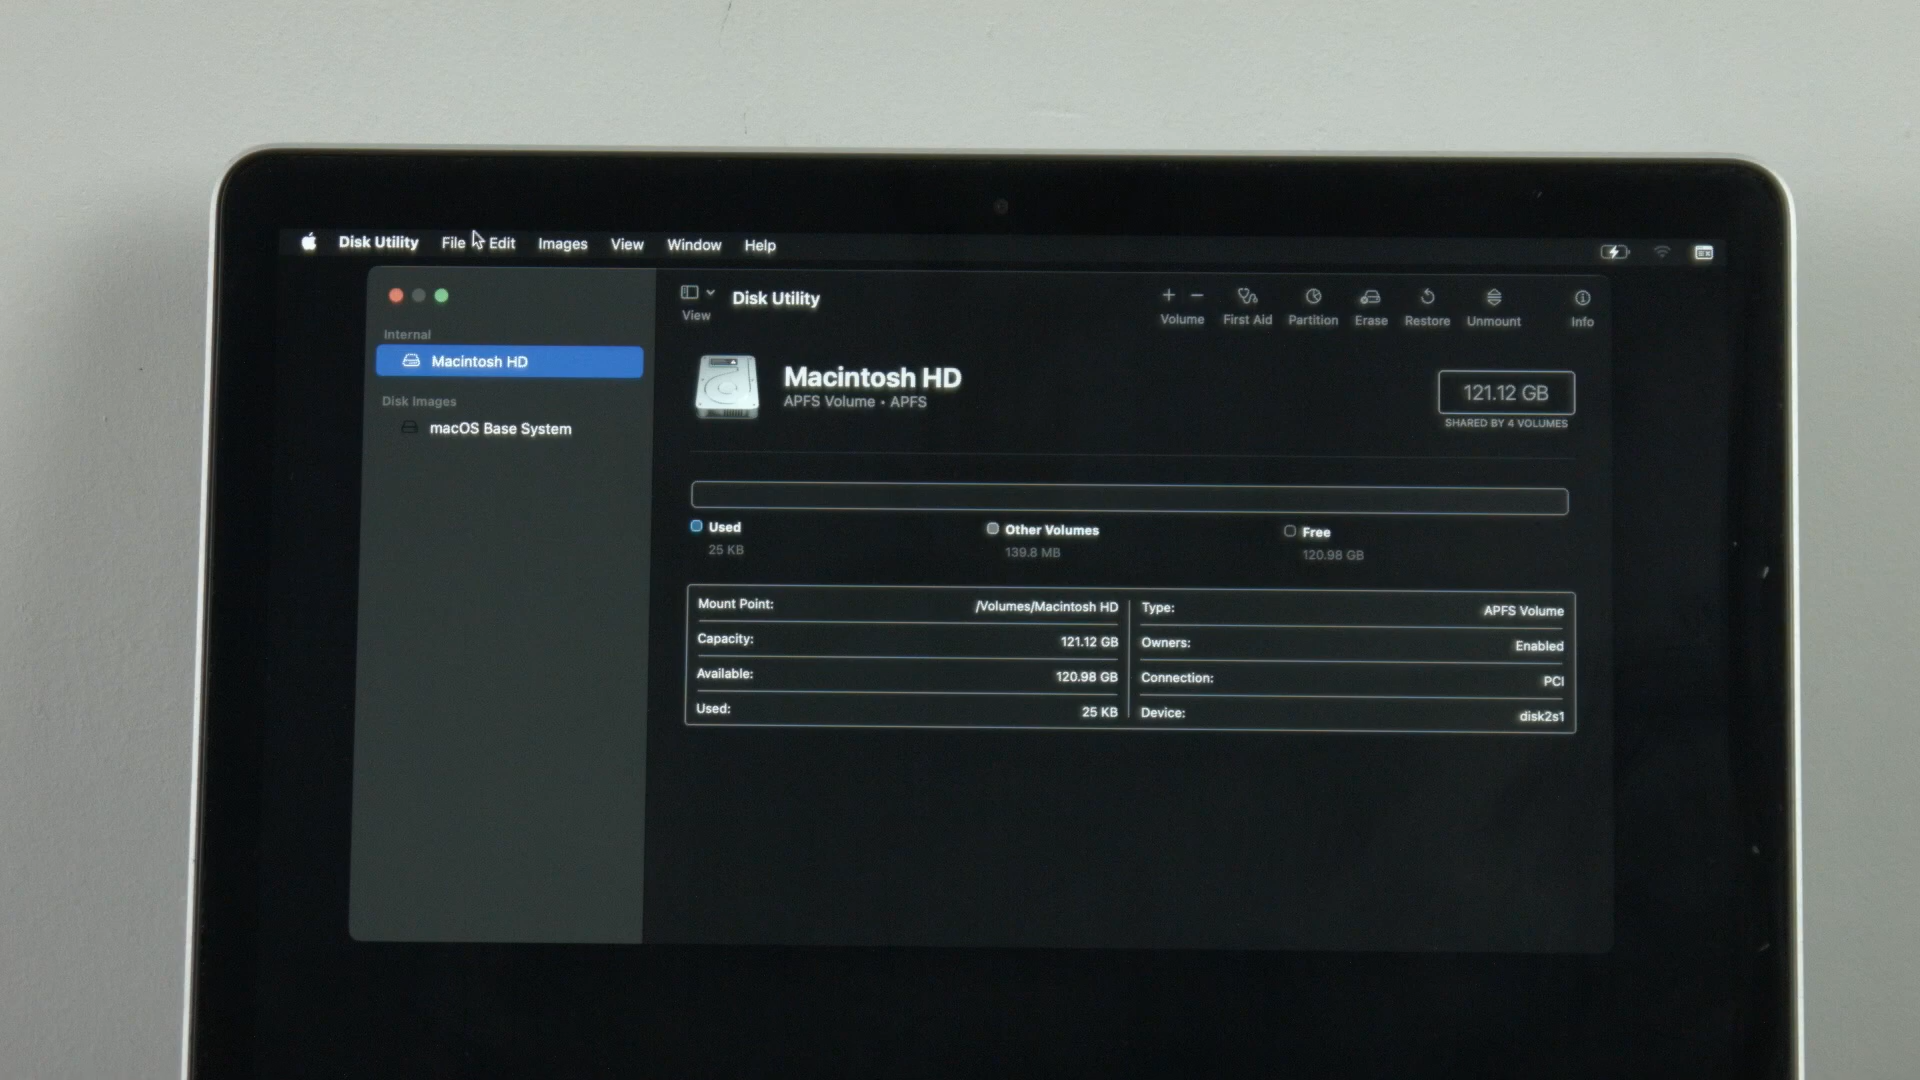 Disk Utility File Edit Images View Window Help
Disk Utility
View
Volume First Aid Partition Erase Restore Unmount Info
Internal
Macintosh HD
Disk Images
macOS Base System
Macintosh HD
APFS Volume • APFS
121.12 GB
SHARED BY 4 VOLUMES
Used
25 KB
Other Volumes
139.8 MB
Free
120.98 GB
Mount Point: /Volumes/Macintosh HD
Capacity: 121.12 GB
Available: 120.98 GB
Used: 25 KB
Type: APFS Volume
Owners: Enabled
Connection: PCI
Device: disk2s1